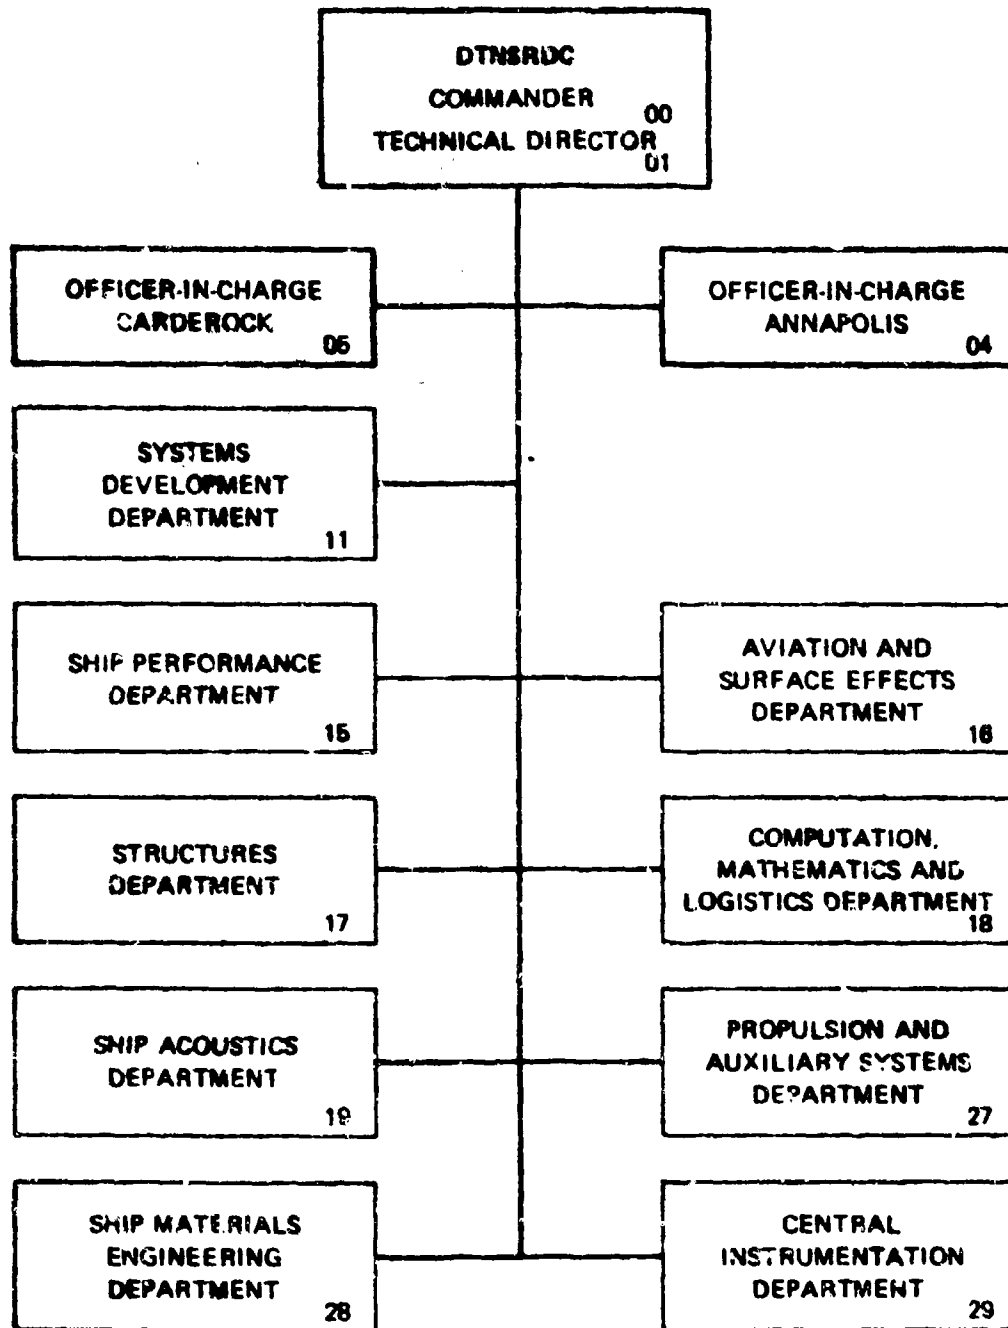 DTNSRDC
COMMANDER
00
TECHNICAL DIRECTOR
01
OFFICER-IN-CHARGE
CARDEROCK
05
OFFICER-IN-CHARGE
ANNAPOLIS
04
SYSTEMS
DEVELOPMENT
DEPARTMENT
11
SHIP PERFORMANCE
DEPARTMENT
15
AVIATION AND
SURFACE EFFECTS
DEPARTMENT
16
STRUCTURES
DEPARTMENT
17
COMPUTATION,
MATHEMATICS AND
LOGISTICS DEPARTMENT
18
SHIP ACOUSTICS
DEPARTMENT
19
PROPULSION AND
AUXILIARY SYSTEMS
DEPARTMENT
27
SHIP MATERIALS
ENGINEERING
DEPARTMENT
28
CENTRAL
INSTRUMENTATION
DEPARTMENT
29